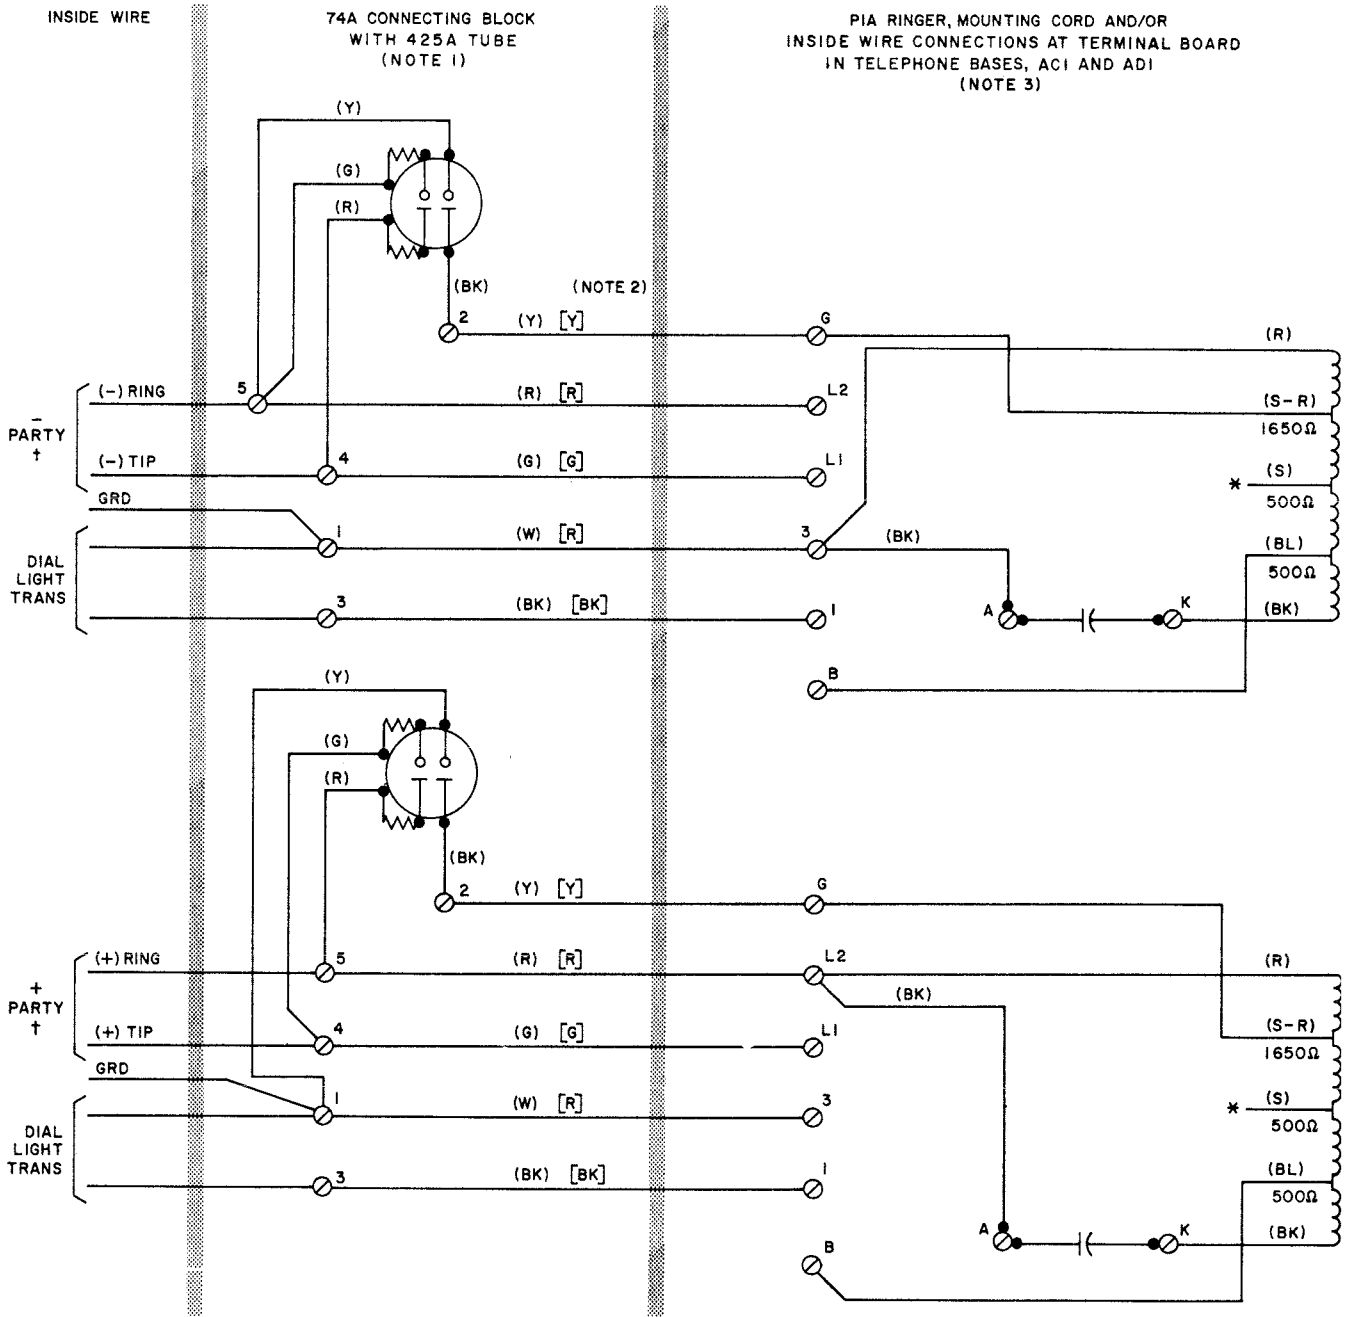 INSIDE WIRE
74A CONNECTING BLOCK
WITH 425A TUBE
(NOTE 1)
P1A RINGER, MOUNTING CORD AND/OR
INSIDE WIRE CONNECTIONS AT TERMINAL BOARD
IN TELEPHONE BASES, AC1 AND AD1
(NOTE 3)
(Y)
(G)
(R)
(BK)
(NOTE 2)
2
(Y) [Y]
G
(R)
(-) RING
5
(R) [R]
L2
(S-R)
1650Ω
–
PARTY
†
(-) TIP
4
(G) [G]
L1
* (S)
500Ω
GRD
1
(W) [R]
3
(BK)
(BL)
500Ω
DIAL
LIGHT
TRANS
3
(BK) [BK]
1
A
K
(BK)
B
(Y)
(G)
(R)
(BK)
2
(Y) [Y]
G
(+) RING
5
(R) [R]
L2
(R)
(BK)
+
PARTY
†
(+) TIP
4
(G) [G]
L1
(S-R)
1650Ω
GRD
1
(W) [R]
3
* (S)
500Ω
DIAL
LIGHT
TRANS
3
(BK) [BK]
1
(BL)
500Ω
A
K
(BK)
B